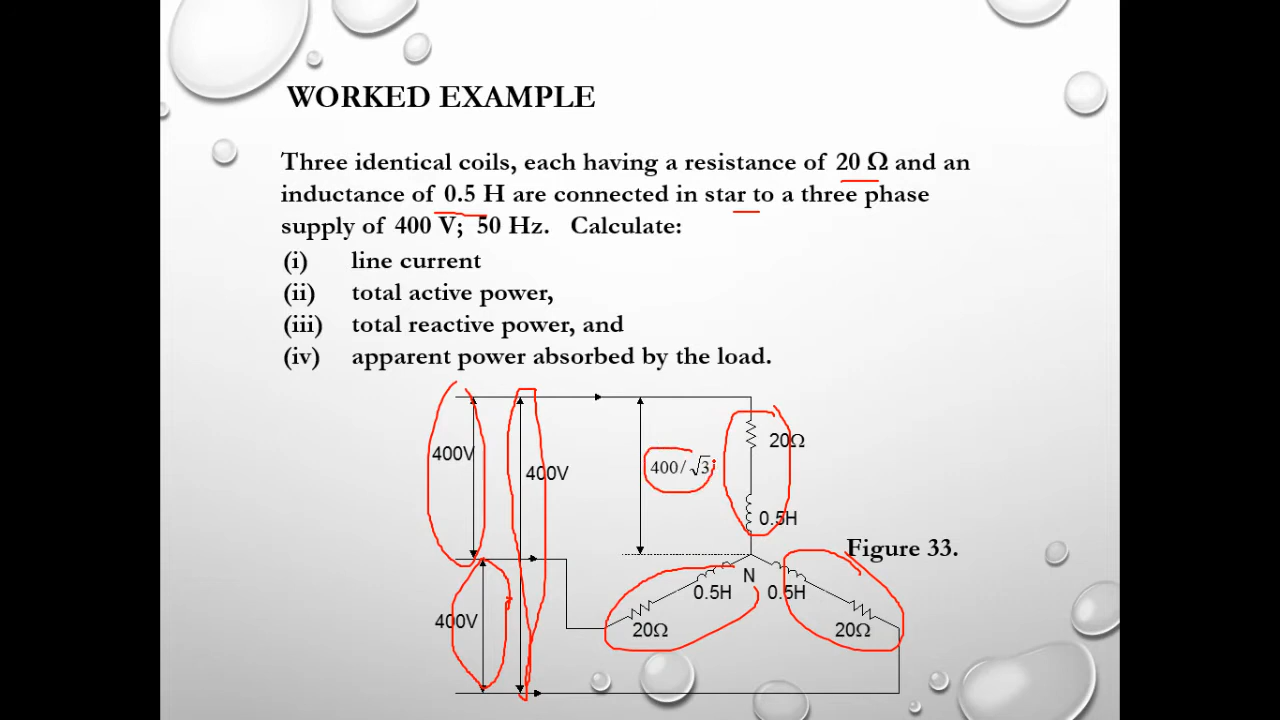 WORKED EXAMPLE
Three identical coils, each having a resistance of 20 Ω and an
inductance of 0.5 H are connected in star to a three phase
supply of 400 V; 50 Hz. Calculate:
(i) line current
(ii) total active power,
(iii) total reactive power, and
(iv) apparent power absorbed by the load.
400V
400V
400/√3
20Ω
0.5H
Figure 33.
N
0.5H
0.5H
400V
20Ω
20Ω